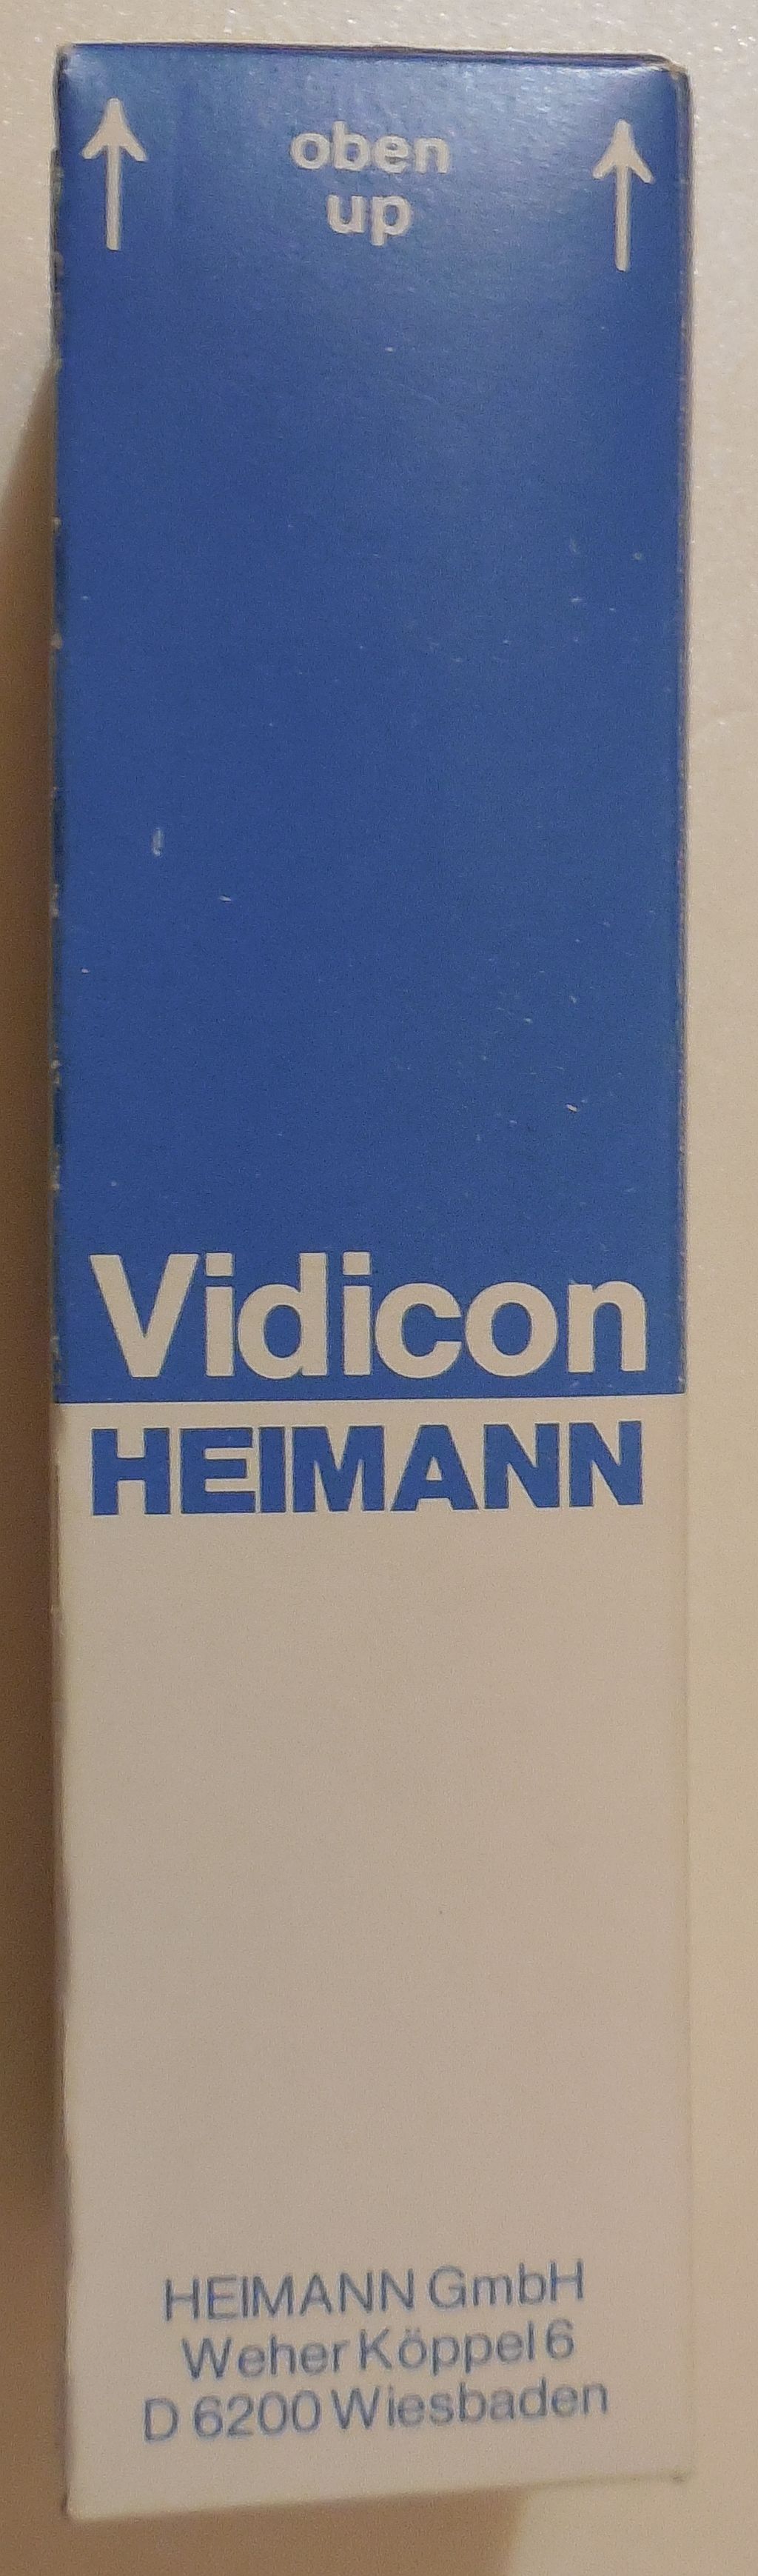 oben
up
Vidicon
HEIMANN
HEIMANN GmbH
Weher Köppel 6
D 6200 Wiesbaden